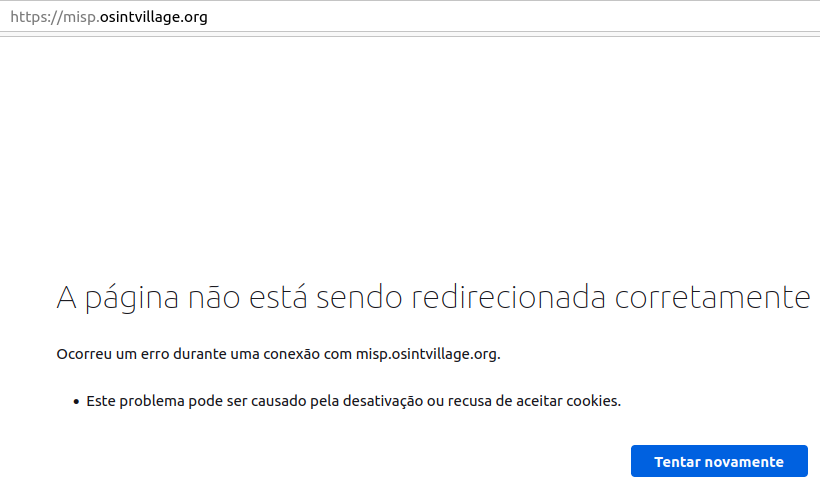 https://misp.osintvillage.org
A página não está sendo redirecionada corretamente
Ocorreu um erro durante uma conexão com misp.osintvillage.org.
• Este problema pode ser causado pela desativação ou recusa de aceitar cookies.
Tentar novamente